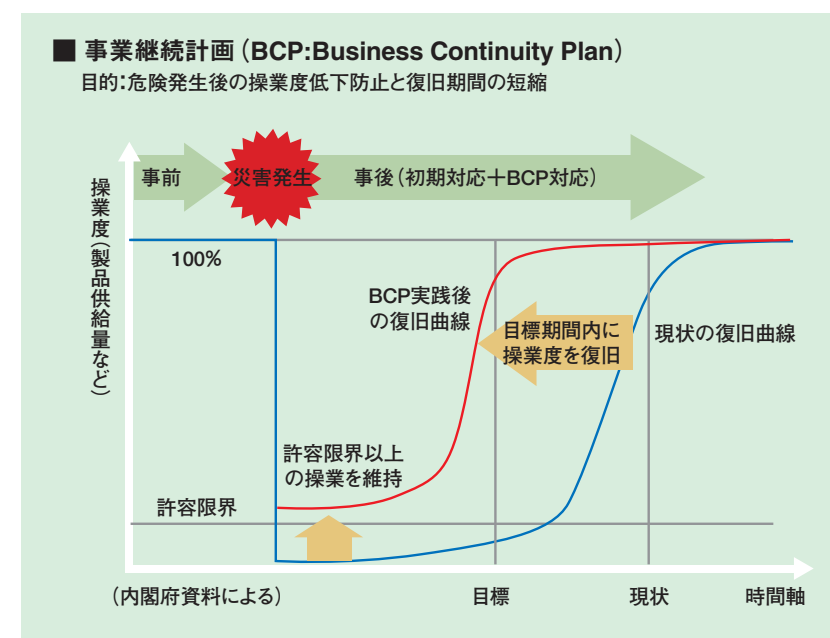 ■ 事業継続計画（BCP:Business Continuity Plan）
目的:危険発生後の操業度低下防止と復旧期間の短縮
事前
災害発生
事後（初期対応＋BCP対応）
操業度（製品供給量など）
100%
BCP実践後
の復旧曲線
目標期間内に
操業度を復旧
現状の復旧曲線
許容限界以上
の操業を維持
許容限界
（内閣府資料による）
目標
現状
時間軸